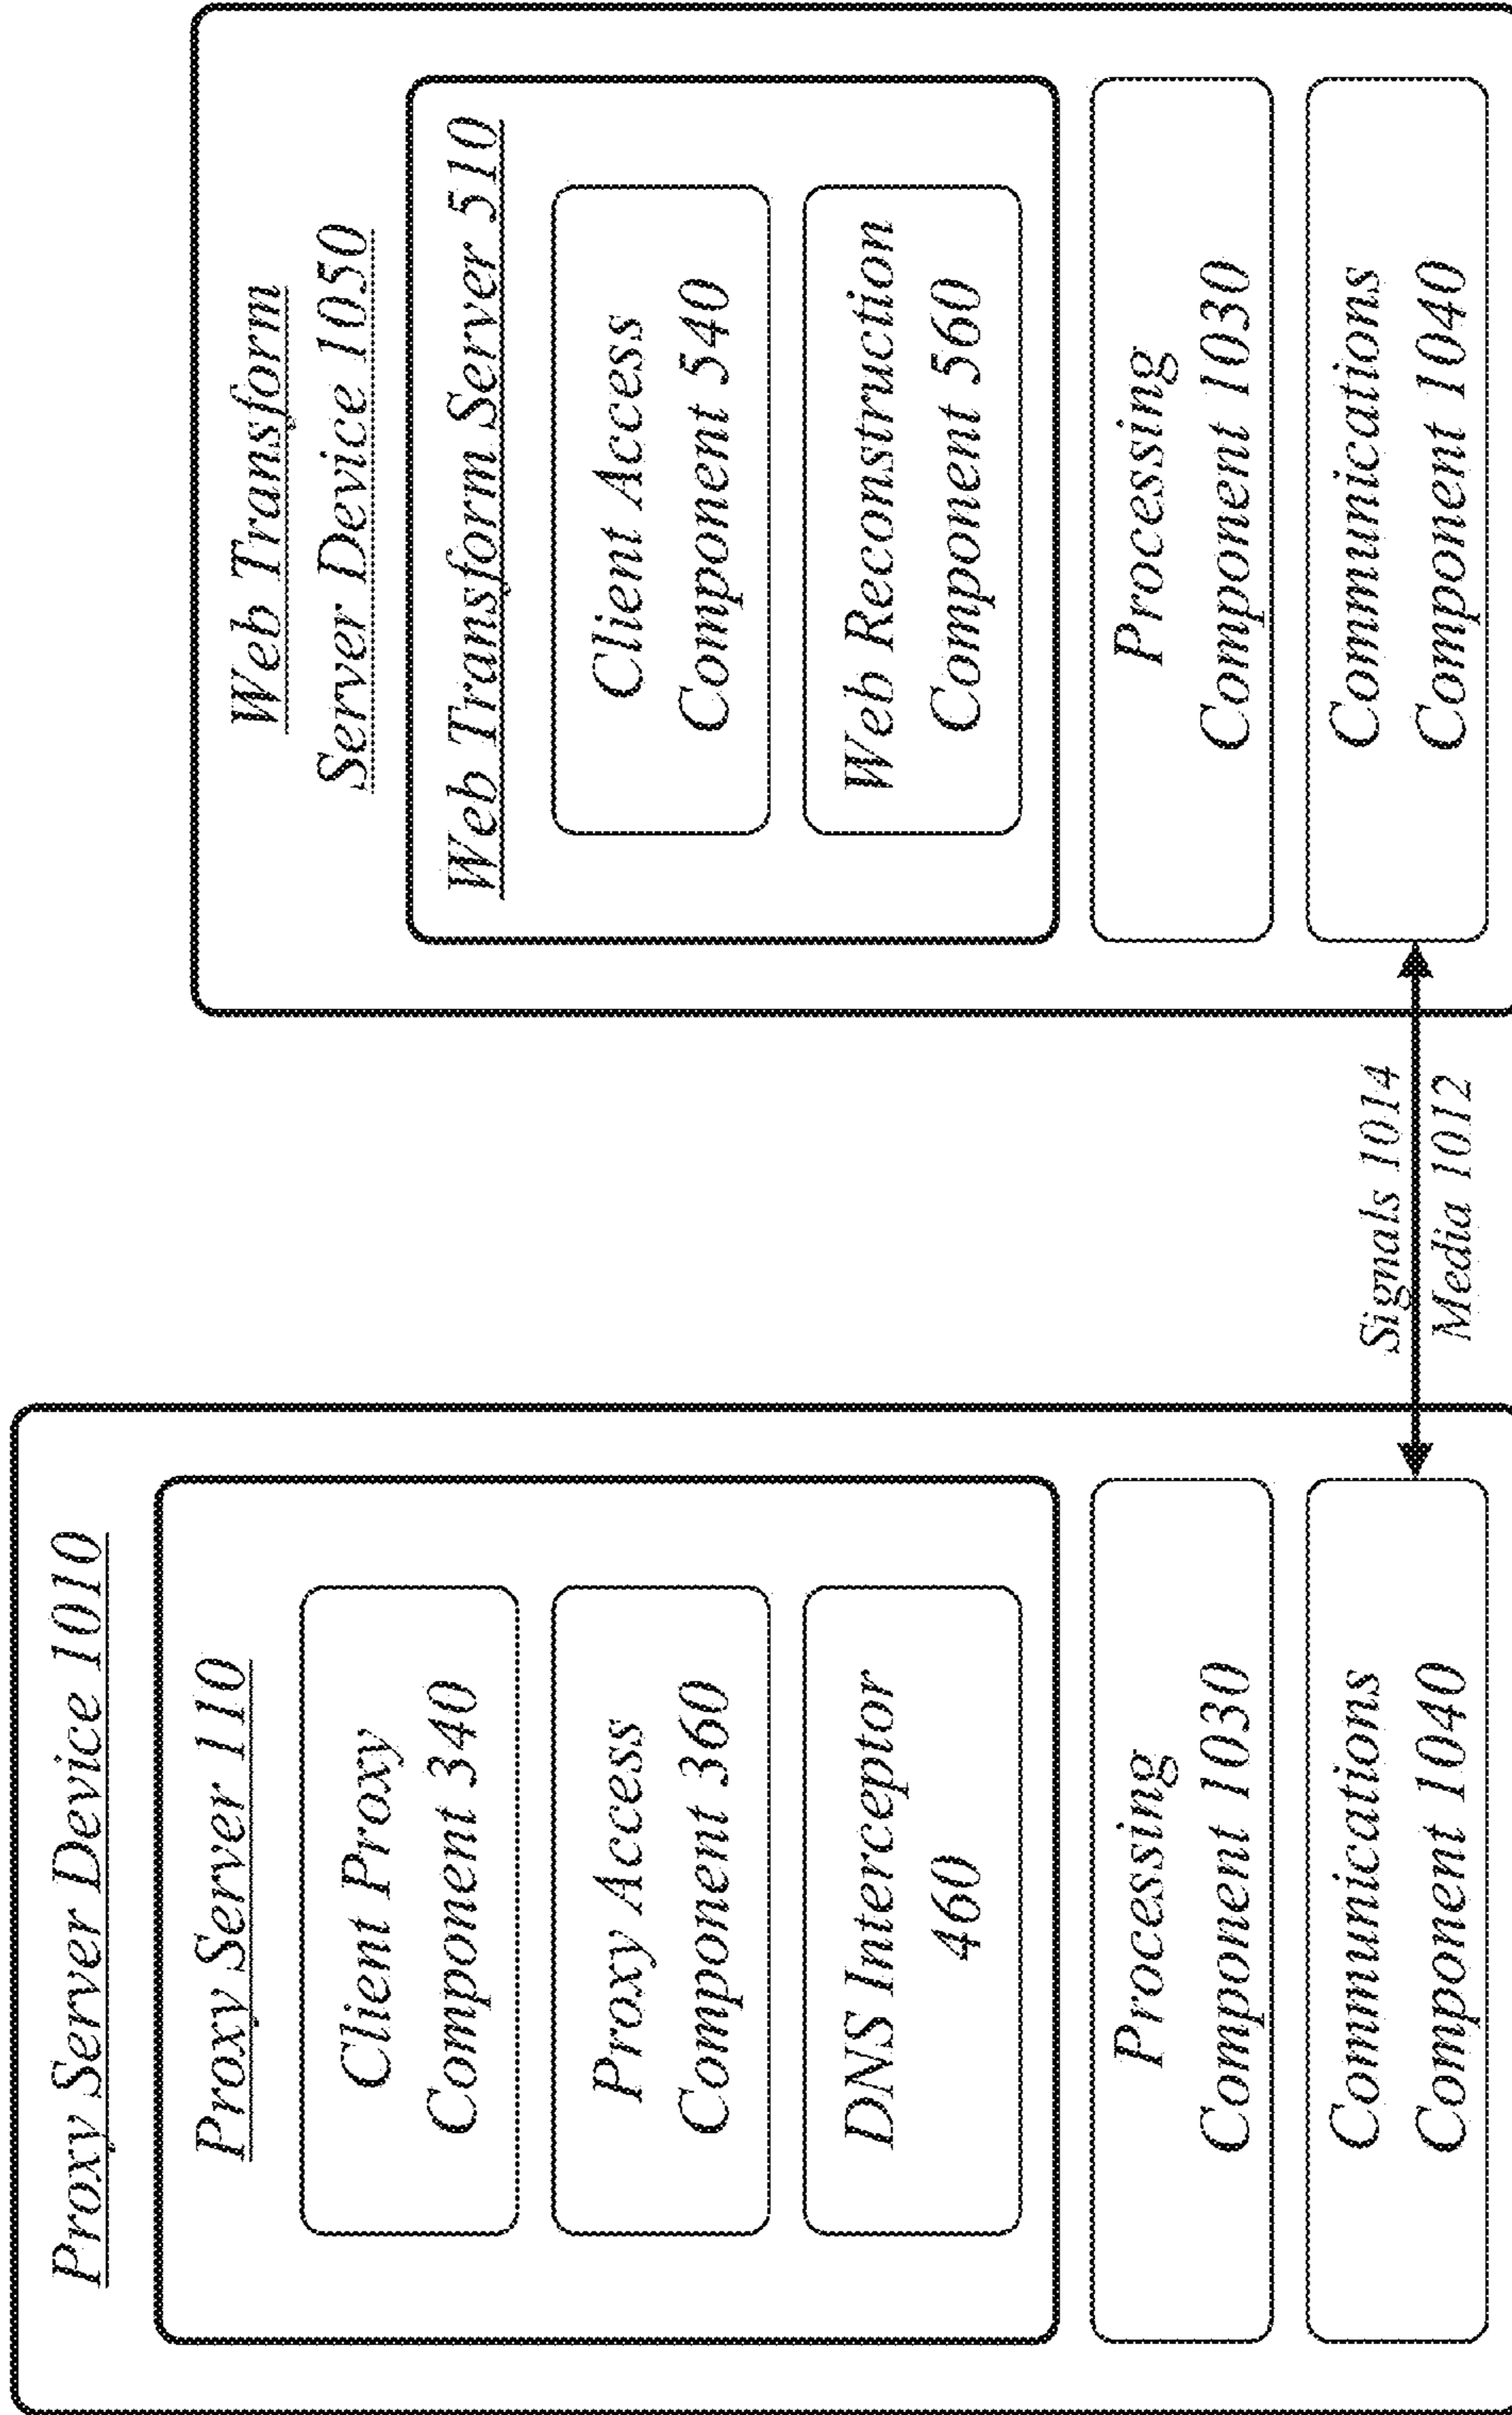 Proxy Server Device 1010
Proxy Server 110
Client Proxy
Component 340
Proxy Access
Component 360
DNS Interceptor
460
Processing
Component 1030
Communications
Component 1040
Signals 1014
Media 1012
Web Transform
Server Device 1050
Web Transform Server 510
Client Access
Component 540
Web Reconstruction
Component 560
Processing
Component 1030
Communications
Component 1040